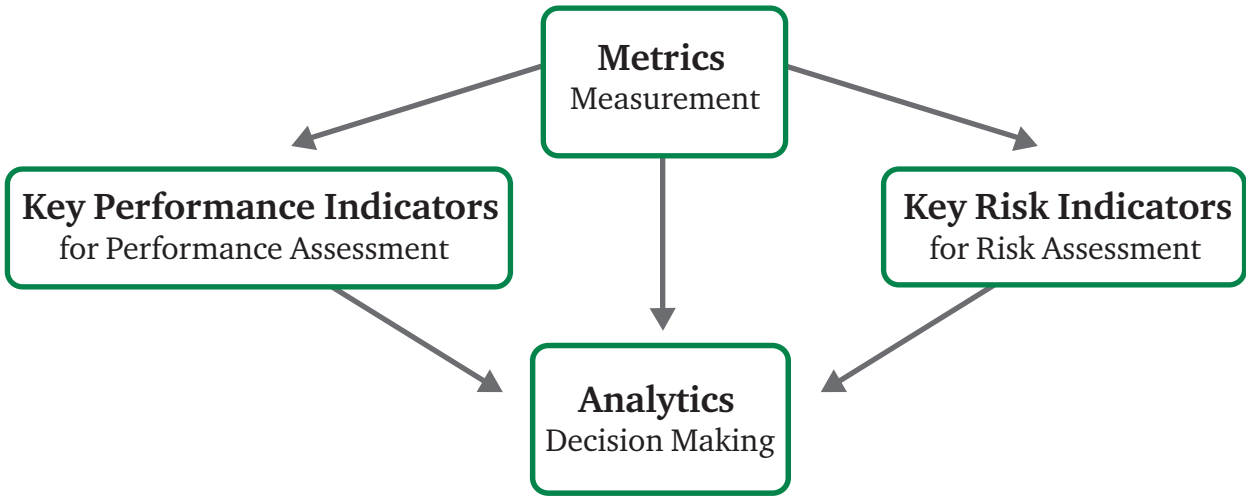 Metrics
Measurement
Key Performance Indicators
for Performance Assessment
Key Risk Indicators
for Risk Assessment
Analytics
Decision Making